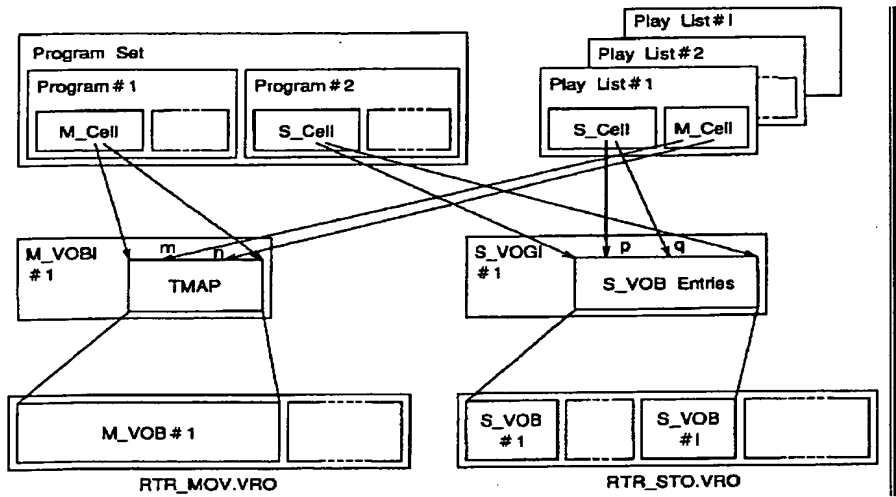 Play List#I
Play List#2
Program Set
Program#1
Program#2
Play List#1
M_Cell
S_Cell
S_Cell
M_Cell
M_VOBI
#1
m
n
TMAP
S_VOGI
#1
p
q
S_VOB Entries
M_VOB#1
S_VOB
#1
S_VOB
#I
RTR_MOV.VRO
RTR_STO.VRO